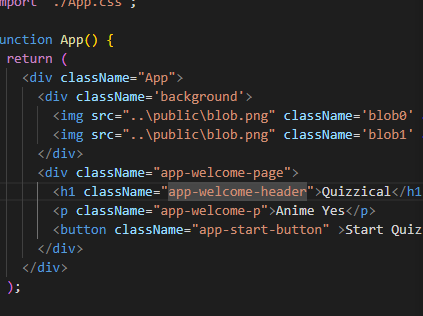 mport './App.css';
unction App() {
return (
<div className="App">
<div className='background'>
<img src="..\public\blob.png" className='blob0'
<img src="..\public\blob.png" className='blob1'
</div>
<div className="app-welcome-page">
<h1 className="app-welcome-header">Quizzical</h1
<p className="app-welcome-p">Anime Yes</p>
<button className="app-start-button" >Start Quiz
</div>
</div>
);